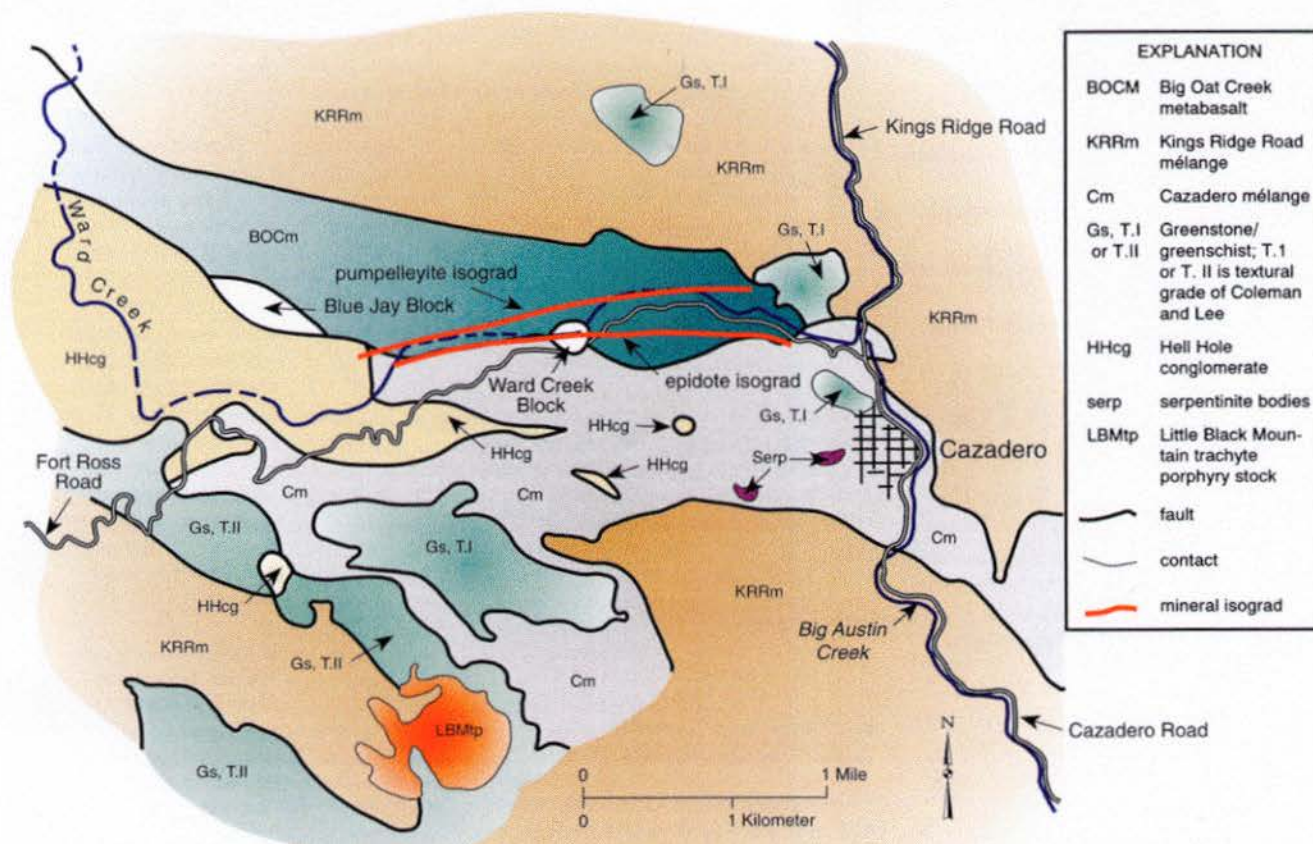 KRRm
Gs, T.I
KRRm
Kings Ridge Road
Ward Creek
BOCm
Gs, T.I
pumpelleyite isograd
Blue Jay Block
KRRm
HHcg
Ward Creek
Block
epidote isograd
Gs, T.I
HHcg
Cazadero
HHcg
HHcg
Serp
Fort Ross
Road
Cm
Cm
Cm
Gs, T.II
Gs, T.I
HHcg
KRRm
KRRm
Big Austin
Creek
Gs, T.II
Cm
LBMtp
Cazadero Road
Gs, T.II
N
0
1 Mile
0
1 Kilometer
EXPLANATION
BOCM Big Oat Creek
metabasalt
KRRm Kings Ridge Road
mélange
Cm Cazadero mélange
Gs, T.I Greenstone/
or T.II greenschist; T.1
or T. II is textural
grade of Coleman
and Lee
HHcg Hell Hole
conglomerate
serp serpentinite bodies
LBMtp Little Black Moun-
tain trachyte
porphyry stock
fault
contact
mineral isograd